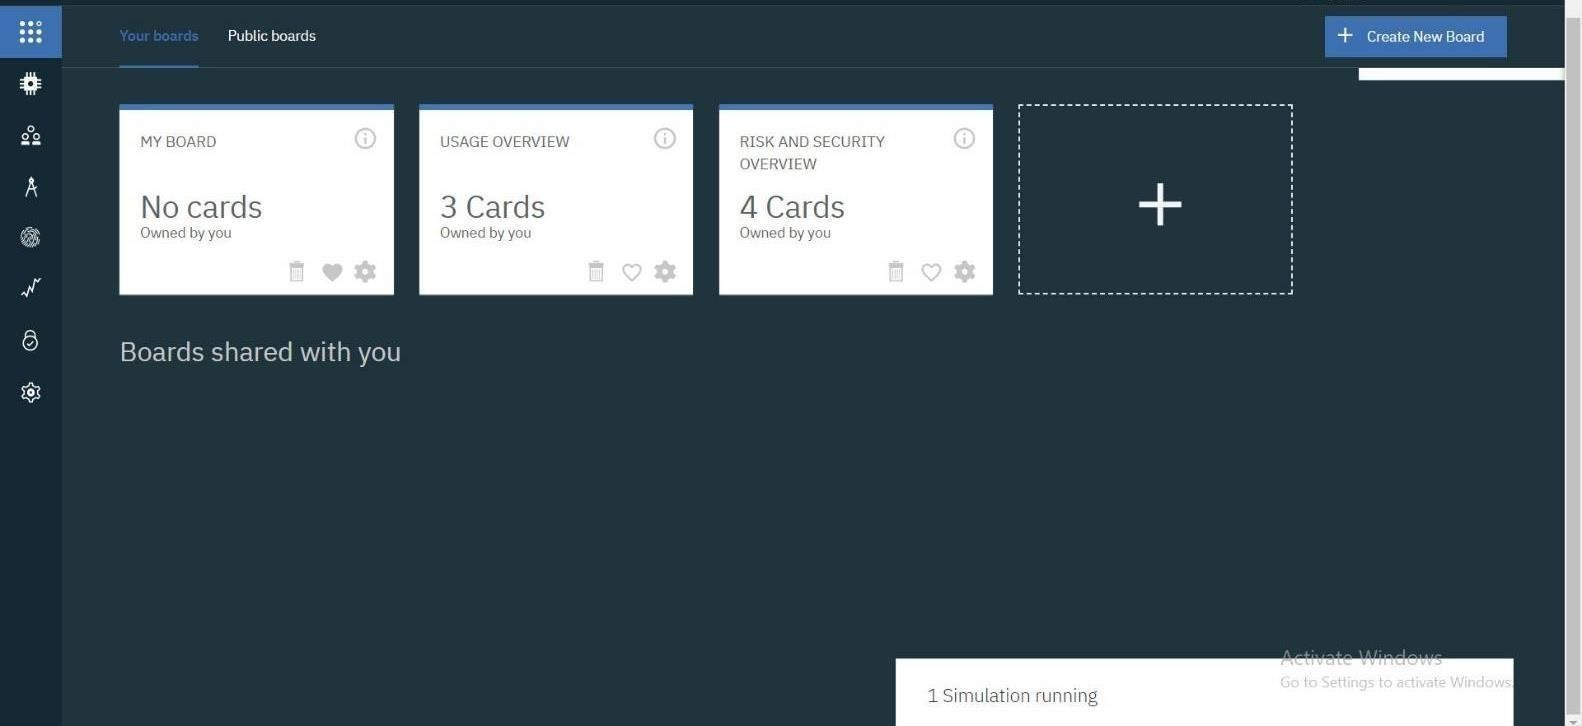 Your boards
Public boards
Create New Board
MY BOARD
No cards
Owned by you
USAGE OVERVIEW
3 Cards
Owned by you
RISK AND SECURITY
OVERVIEW
4 Cards
Owned by you
Boards shared with you
Activate Windows
Go to Settings to activate Windows.
1 Simulation running